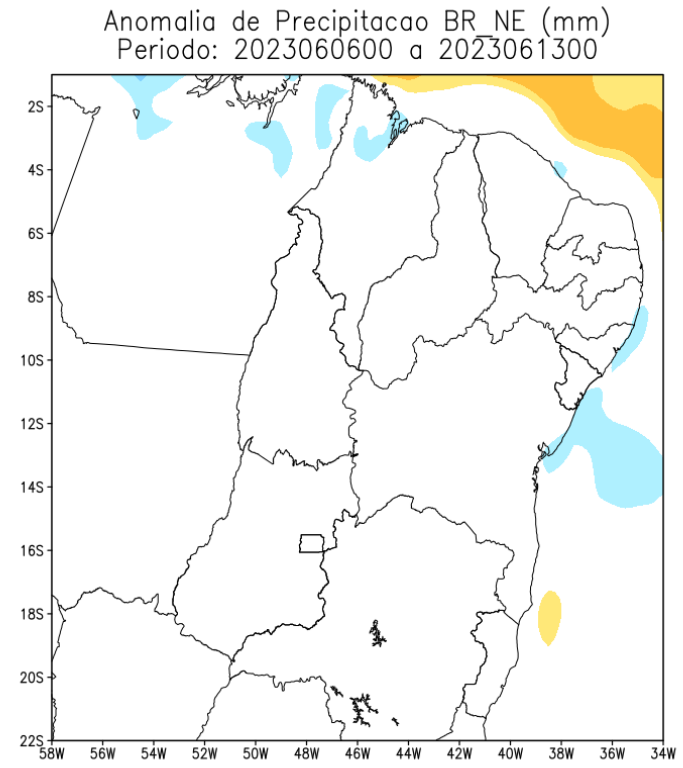 Anomalia de Precipitacao BR_NE (mm)
Periodo: 2023060600 a 2023061300
2S
4S
6S
8S
10S
12S
14S
16S
18S
20S
22S
58W 56W 54W 52W 50W 48W 46W 44W 42W 40W 38W 36W 34W